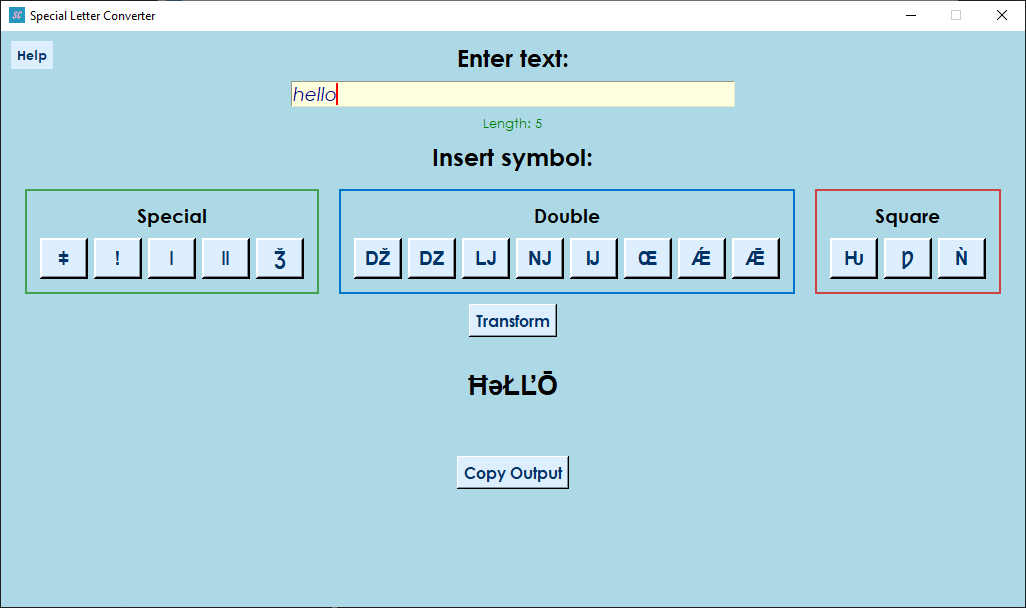 Special Letter Converter
Help
Enter text:
hello
Length: 5
Insert symbol:
Special
ǂ ! ǀ ǁ Ǯ
Double
DŽ DZ LJ NJ IJ Œ Ǽ Ǣ
Square
Ƕ Ƿ Ǹ
Transform
ĦəŁĽŌ
Copy Output